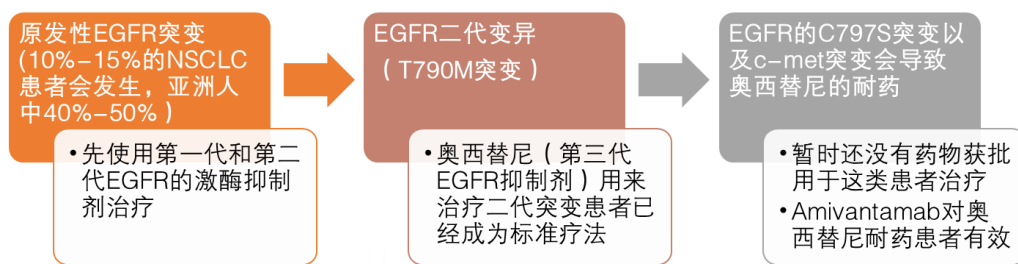 原发性EGFR突变
(10%-15%的NSCLC
患者会发生，亚洲人
中40%-50%）
•先使用第一代和第二
代EGFR的激酶抑制
剂治疗
EGFR二代变异
（T790M突变）
•奥西替尼（第三代
EGFR抑制剂）用来
治疗二代突变患者已
经成为标准疗法
EGFR的C797S突变以
及c-met突变会导致
奥西替尼的耐药
•暂时还没有药物获批
用于这类患者治疗
•Amivantamab对奥
西替尼耐药患者有效